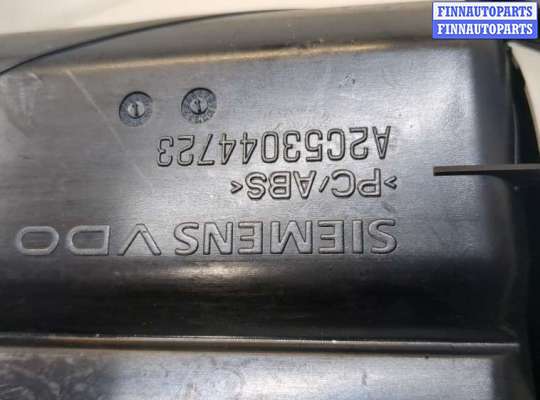 FINNAUTOPARTS
FINNAUTOPARTS
SIEMENS VDO
>PC/ABS<
A2C53044723